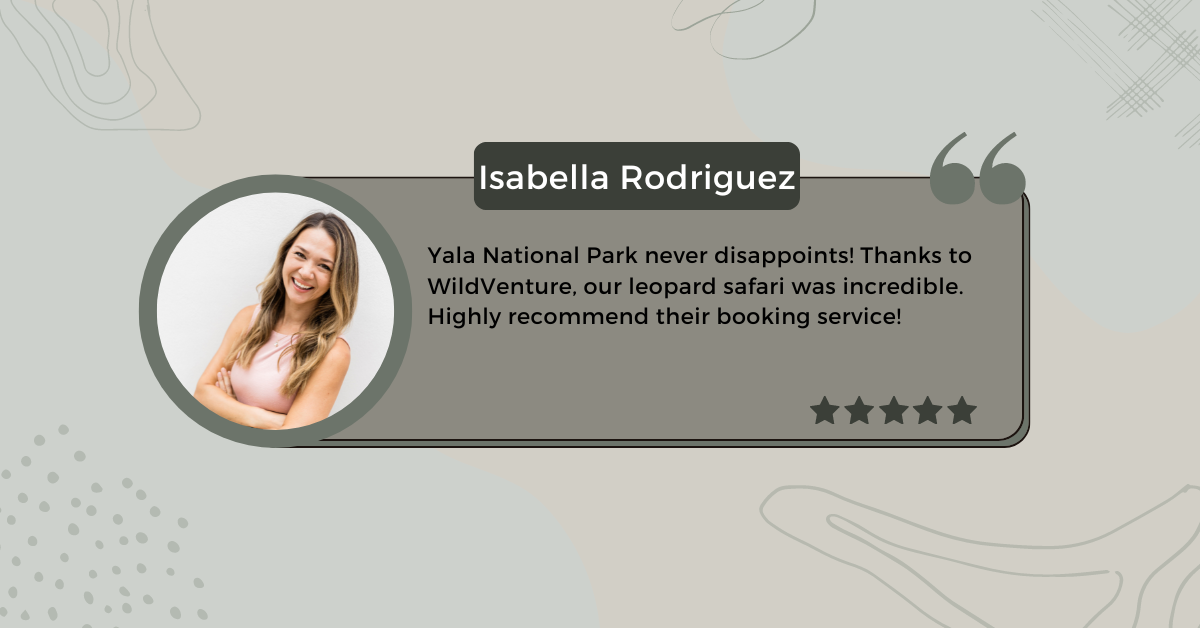 Isabella Rodriguez
Yala National Park never disappoints! Thanks to
WildVenture, our leopard safari was incredible.
Highly recommend their booking service!